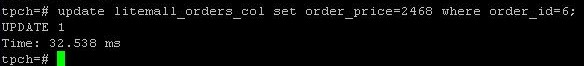 tpch=# update litemall_orders_col set order_price=2468 where order_id=6;
UPDATE 1
Time: 32.538 ms
tpch=#